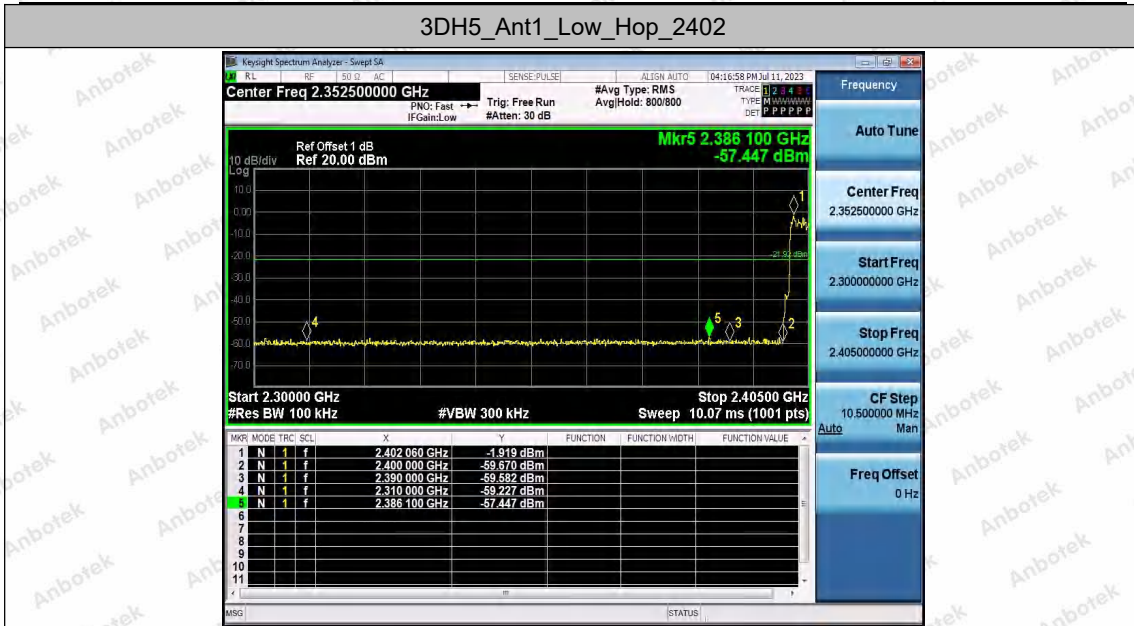 3DH5_Ant1_Low_Hop_2402
Keysight Spectrum Analyzer - Swept SA
RL RF 50 Ω AC SENSE:PULSE ALIGN AUTO 04:16:58 PM Jul 11, 2023
Center Freq 2.352500000 GHz
PNO: Fast
IFGain:Low
Trig: Free Run
#Atten: 30 dB
#Avg Type: RMS
Avg|Hold: 800/800
TRACE 1 2 3 4 5 6
TYPE M WWWWW
DET P P P P P P
Ref Offset 1 dB
Ref 20.00 dBm
10 dB/div
Log
Mkr5 2.386 100 GHz
-57.447 dBm
10.0
0.00
-10.0
-20.0
-30.0
-40.0
-50.0
-60.0
-70.0
1
-21.92 dBm
4
5
3
2
Start 2.30000 GHz Stop 2.40500 GHz
#Res BW 100 kHz #VBW 300 kHz Sweep 10.07 ms (1001 pts)
MKR MODE TRC SCL X Y FUNCTION FUNCTION WIDTH FUNCTION VALUE
1 N 1 f 2.402 060 GHz -1.919 dBm
2 N 1 f 2.400 000 GHz -59.670 dBm
3 N 1 f 2.390 000 GHz -59.582 dBm
4 N 1 f 2.310 000 GHz -59.227 dBm
5 N 1 f 2.386 100 GHz -57.447 dBm
6
7
8
9
10
11
MSG STATUS
Frequency
Auto Tune
Center Freq
2.352500000 GHz
Start Freq
2.300000000 GHz
Stop Freq
2.405000000 GHz
CF Step
10.500000 MHz
Auto Man
Freq Offset
0 Hz
Anbotek